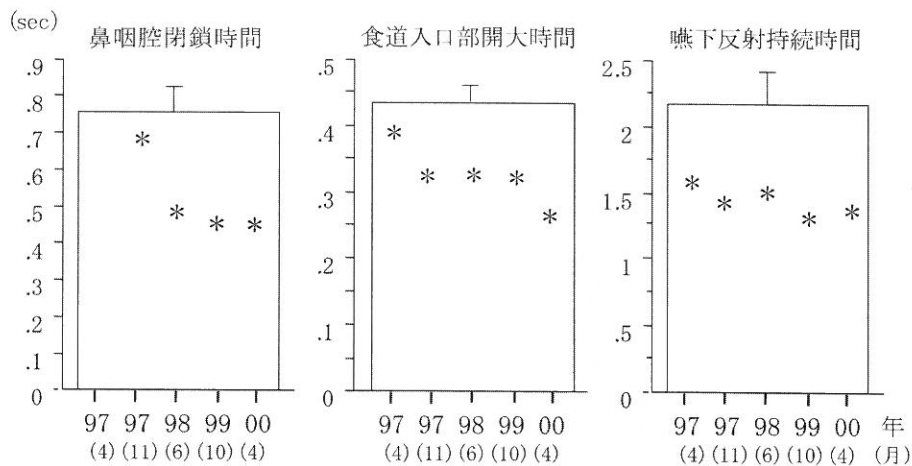 (sec)
鼻咽腔閉鎖時間
.9
.8
.7
.6
.5
.4
.3
.2
.1
0
97 97 98 99 00
(4) (11) (6) (10) (4)
食道入口部開大時間
.5
.4
.3
.2
.1
0
97 97 98 99 00
(4) (11) (6) (10) (4)
嚥下反射持続時間
2.5
2
1.5
1
.5
0
97 97 98 99 00 年
(4) (11) (6) (10) (4) (月)